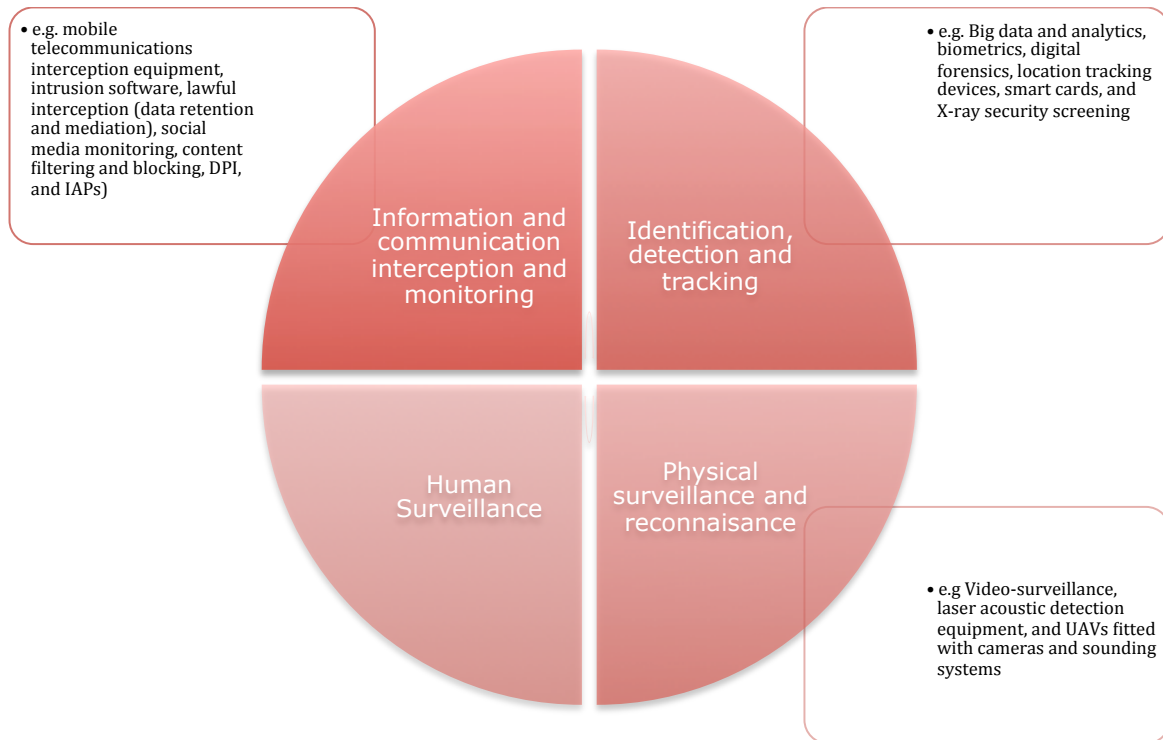 • e.g. mobile
telecommunications
interception equipment,
intrusion software, lawful
interception (data retention
and mediation), social
media monitoring, content
filtering and blocking, DPI,
and IAPs)
• e.g. Big data and analytics,
biometrics, digital
forensics, location tracking
devices, smart cards, and
X-ray security screening
Information and
communication
interception and
monitoring
Identification,
detection and
tracking
Human
Surveillance
Physical
surveillance and
reconnaisance
• e.g Video-surveillance,
laser acoustic detection
equipment, and UAVs fitted
with cameras and sounding
systems